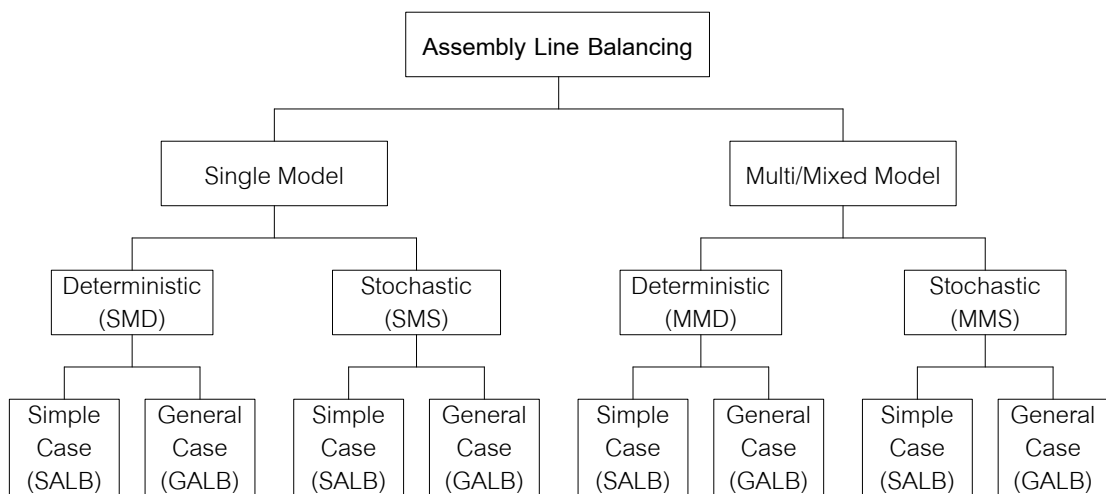 Assembly Line Balancing
Single Model
Multi/Mixed Model
Deterministic
(SMD)
Stochastic
(SMS)
Deterministic
(MMD)
Stochastic
(MMS)
Simple
Case
(SALB)
General
Case
(GALB)
Simple
Case
(SALB)
General
Case
(GALB)
Simple
Case
(SALB)
General
Case
(GALB)
Simple
Case
(SALB)
General
Case
(GALB)